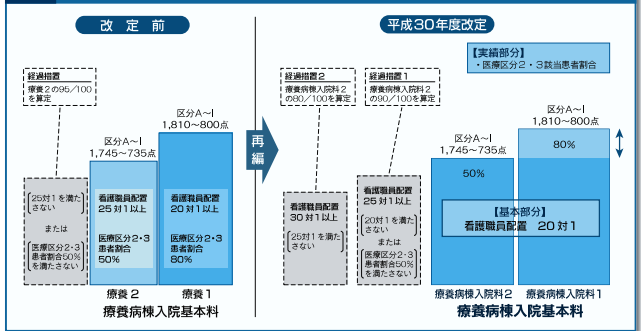 改定前
経過措置
療養2の95/100
を算定
区分A~I
1,810~800点
区分A~I
1,745~735点
25対1を満た
さない
または
医療区分2・3
患者割合50%
を満たさない
看護職員配置
25対1以上
医療区分2・3
患者割合
50%
看護職員配置
20対1以上
医療区分2・3
患者割合
80%
療養2
療養1
療養病棟入院基本料
再編
平成30年度改定
【実績部分】
・医療区分2・3該当患者割合
経過措置2
療養病棟入院料2
の80/100を算定
経過措置1
療養病棟入院料2
の90/100を算定
区分A~I
1,810~800点
区分A~I
1,745~735点
80%
50%
看護職員配置
30対1以上
(25対1を満た
さない)
看護職員配置
25対1以上
20対1を満た
さない
または
医療区分2・3
患者割合50%
を満たさない
【基本部分】
看護職員配置 20対1
療養病棟入院料2
療養病棟入院料1
療養病棟入院基本料